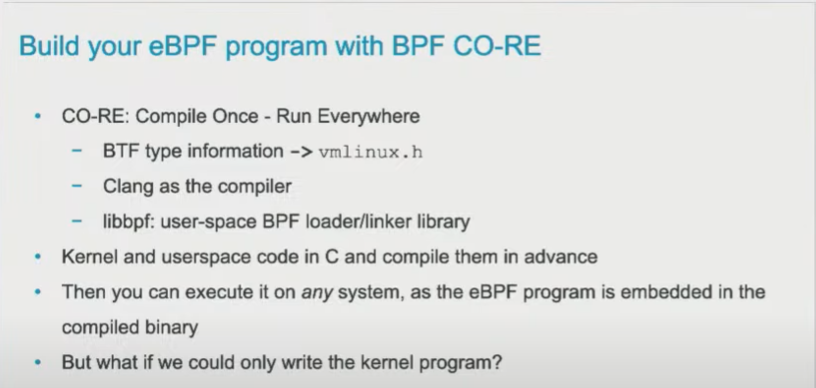 Build your eBPF program with BPF CO-RE
• CO-RE: Compile Once - Run Everywhere
– BTF type information –> vmlinux.h
– Clang as the compiler
– libbpf: user-space BPF loader/linker library
• Kernel and userspace code in C and compile them in advance
• Then you can execute it on any system, as the eBPF program is embedded in the
compiled binary
• But what if we could only write the kernel program?